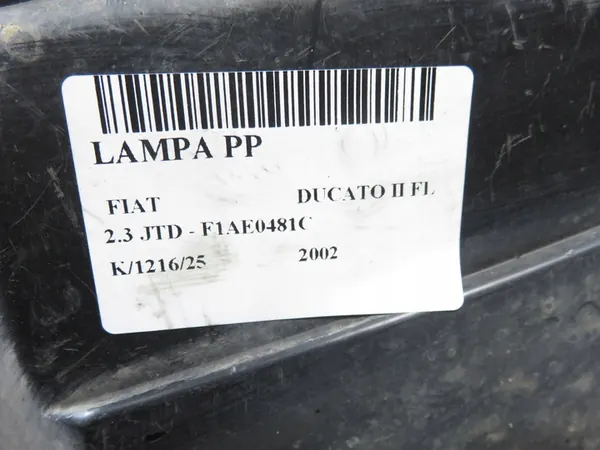 LAMPA PP
FIAT DUCATO II FL
2.3 JTD - F1AE0481C
K/1216/25 2002